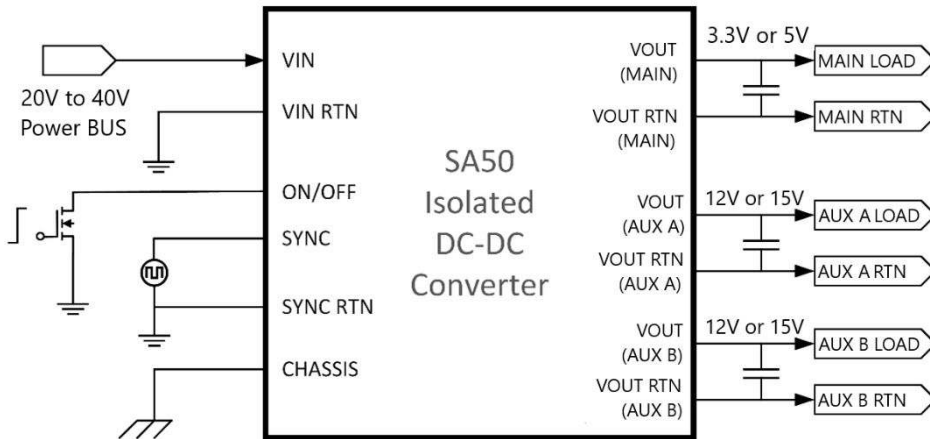 20V to 40V
Power BUS
VIN
VIN RTN
ON/OFF
SYNC
SYNC RTN
CHASSIS
SA50
Isolated
DC-DC
Converter
VOUT
(MAIN)
VOUT RTN
(MAIN)
VOUT
(AUX A)
VOUT RTN
(AUX A)
VOUT
(AUX B)
VOUT RTN
(AUX B)
3.3V or 5V
MAIN LOAD
MAIN RTN
12V or 15V
AUX A LOAD
AUX A RTN
12V or 15V
AUX B LOAD
AUX B RTN